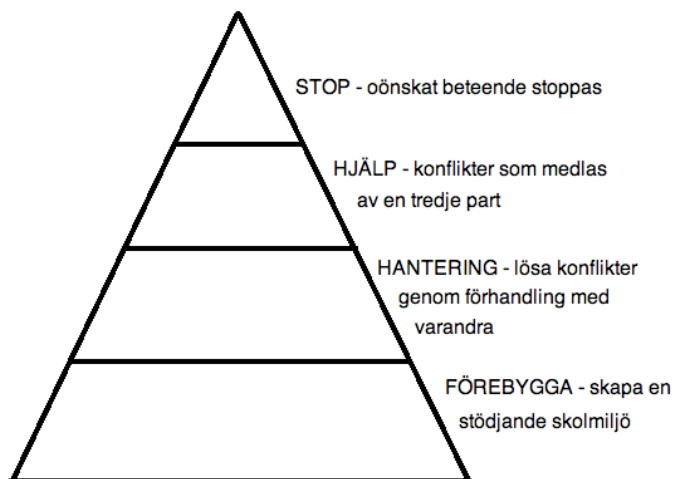 STOP - oönskat beteende stoppas
HJÄLP - konflikter som medlas
av en tredje part
HANTERING - lösa konflikter
genom förhandling med
varandra
FÖREBYGGA - skapa en
stödjande skolmiljö